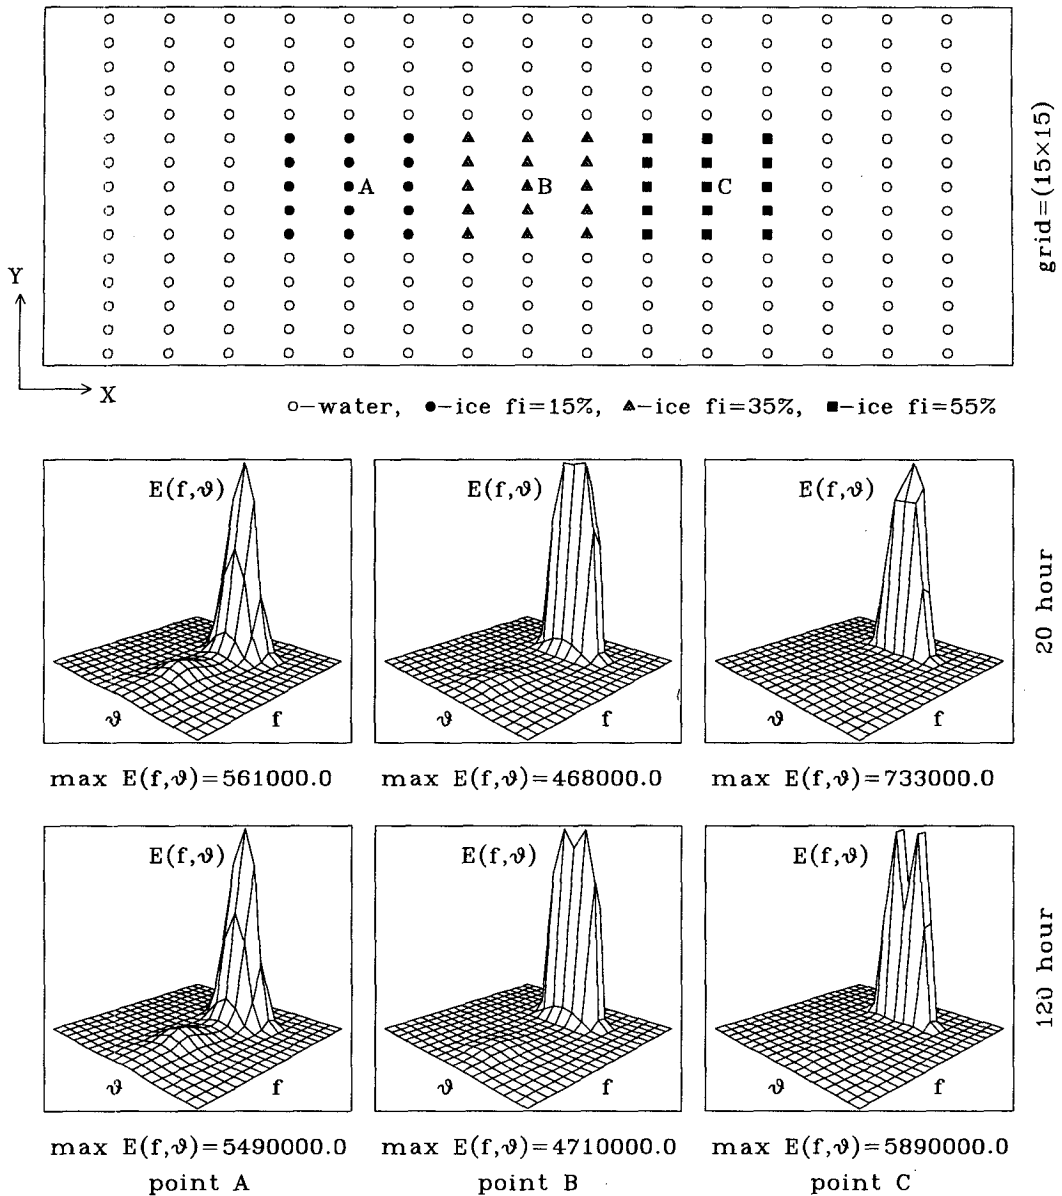 grid=(15×15)
A
B
C
Y
X
○–water, ●–ice fi=15%, ▲–ice fi=35%, ■–ice fi=55%
E(f,ϑ)
E(f,ϑ)
E(f,ϑ)
ϑ f
ϑ f
ϑ f
20 hour
max E(f,ϑ)=561000.0
max E(f,ϑ)=468000.0
max E(f,ϑ)=733000.0
E(f,ϑ)
E(f,ϑ)
E(f,ϑ)
ϑ f
ϑ f
ϑ f
120 hour
max E(f,ϑ)=5490000.0
max E(f,ϑ)=4710000.0
max E(f,ϑ)=5890000.0
point A
point B
point C